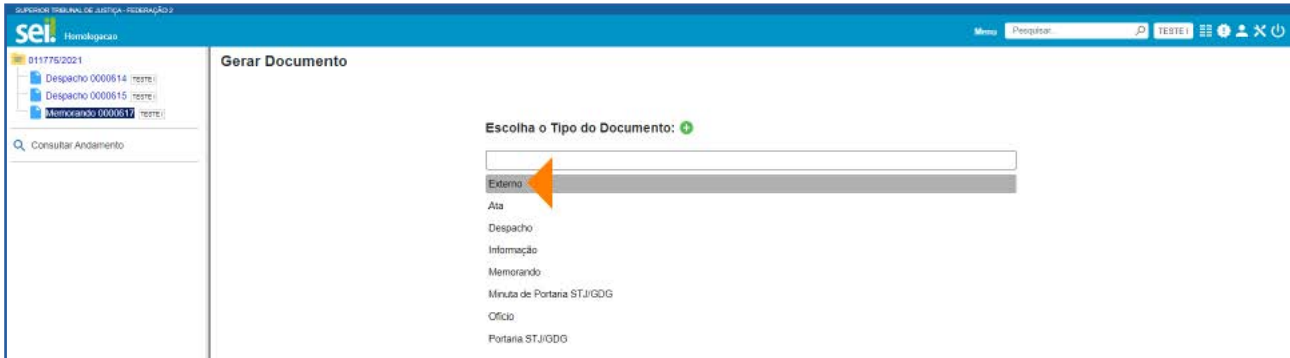 SUPERIOR TRIBUNAL DE JUSTIÇA - FEDERAÇÃO 2
sei! Homologacao
Menu Pesquisar... TESTE I
011776/2021
Despacho 0000614 TESTE I
Despacho 0000615 TESTE I
Memorando 0000617 TESTE I
Consultar Andamento
Gerar Documento
Escolha o Tipo do Documento:
Externo
Ata
Despacho
Informação
Memorando
Minuta de Portaria STJ/GDG
Ofício
Portaria STJ/GDG